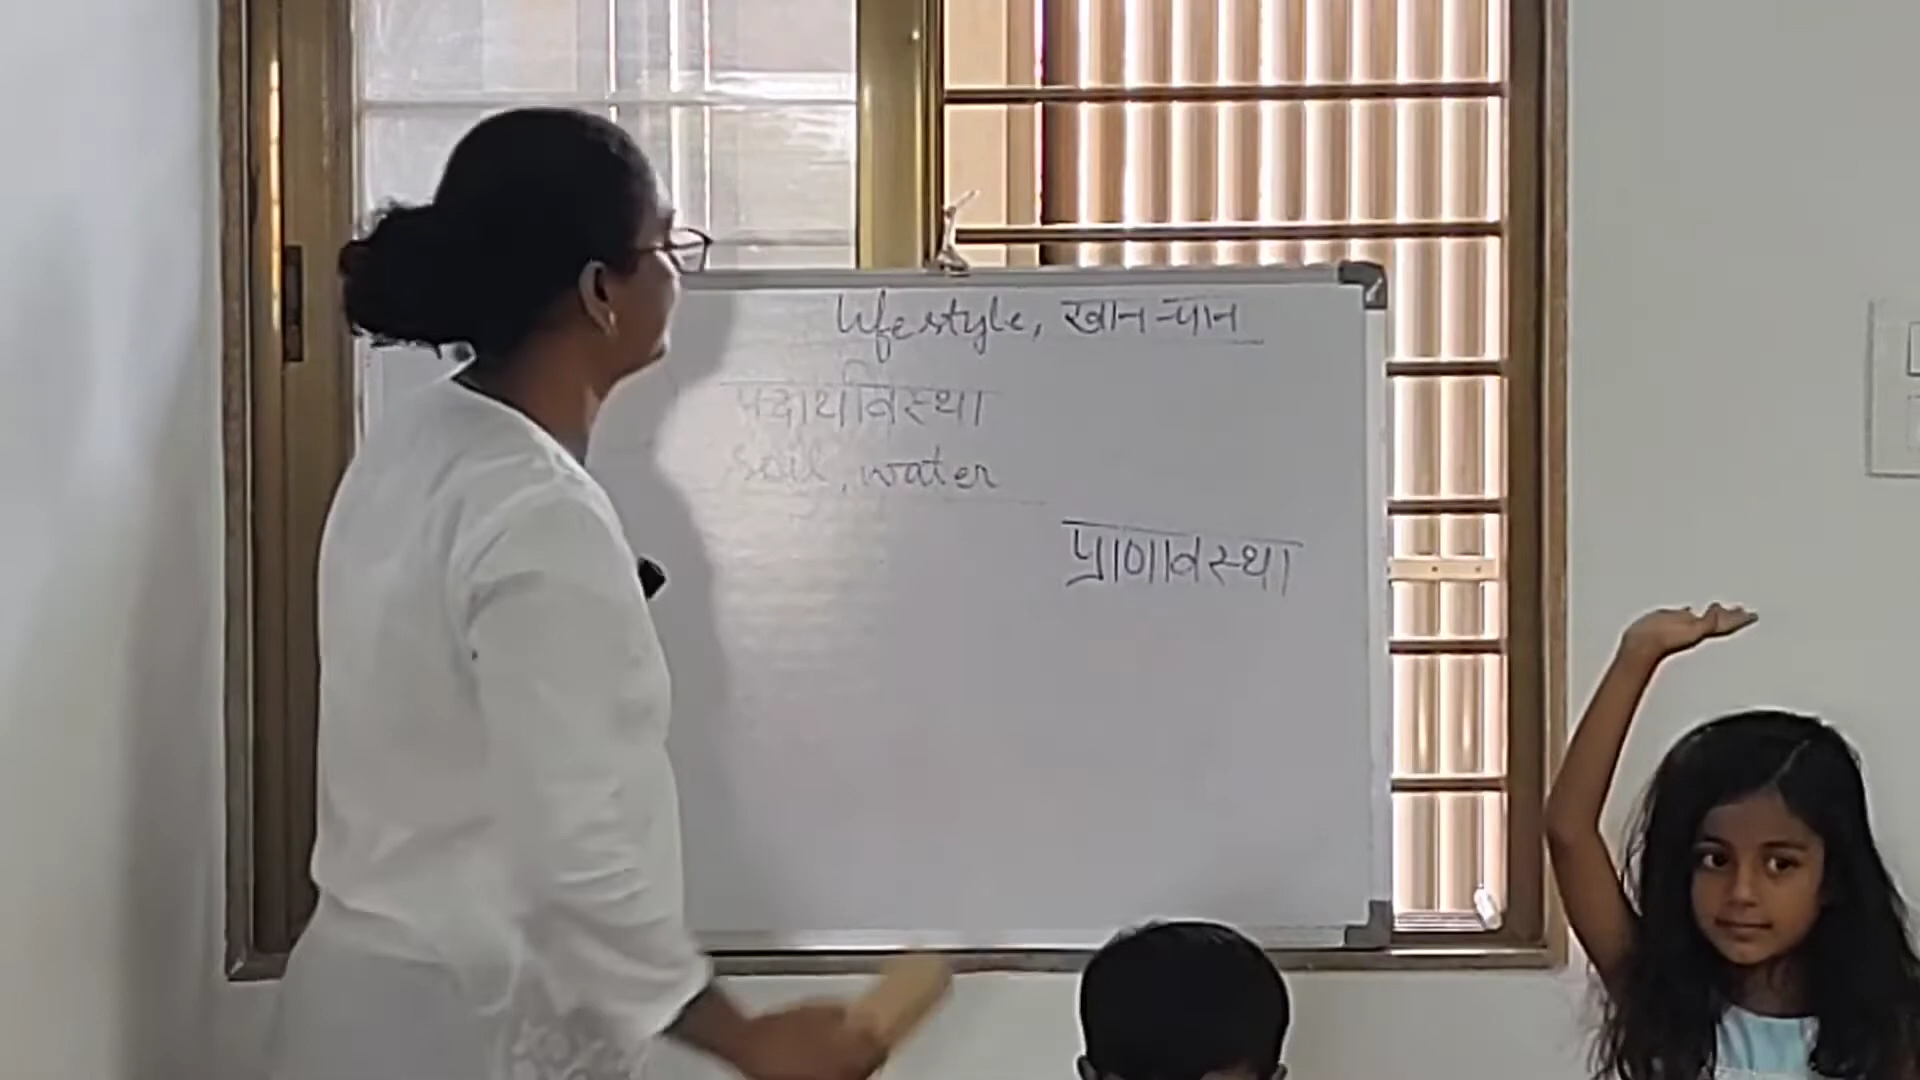 lifestyle, खान-पान
पदार्थावस्था
soil, water
प्राणावस्था